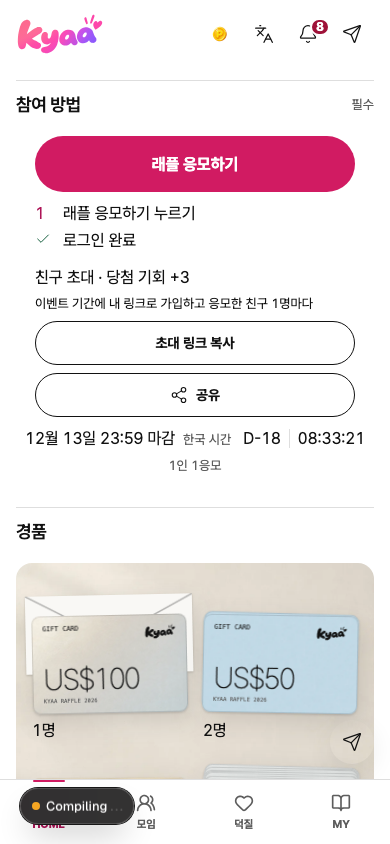 kyaa
8
참여 방법
필수
래플 응모하기
1 래플 응모하기 누르기
로그인 완료
친구 초대 · 당첨 기회 +3
이벤트 기간에 내 링크로 가입하고 응모한 친구 1명마다
초대 링크 복사
공유
12월 13일 23:59 마감 한국 시간 D-18 08:33:21
1인 1응모
경품
GIFT CARD kyaa
US$100
KYAA RAFFLE 2026
1명
GIFT CARD kyaa
US$50
KYAA RAFFLE 2026
2명
Compiling ...
HOME
모임
덕질
MY